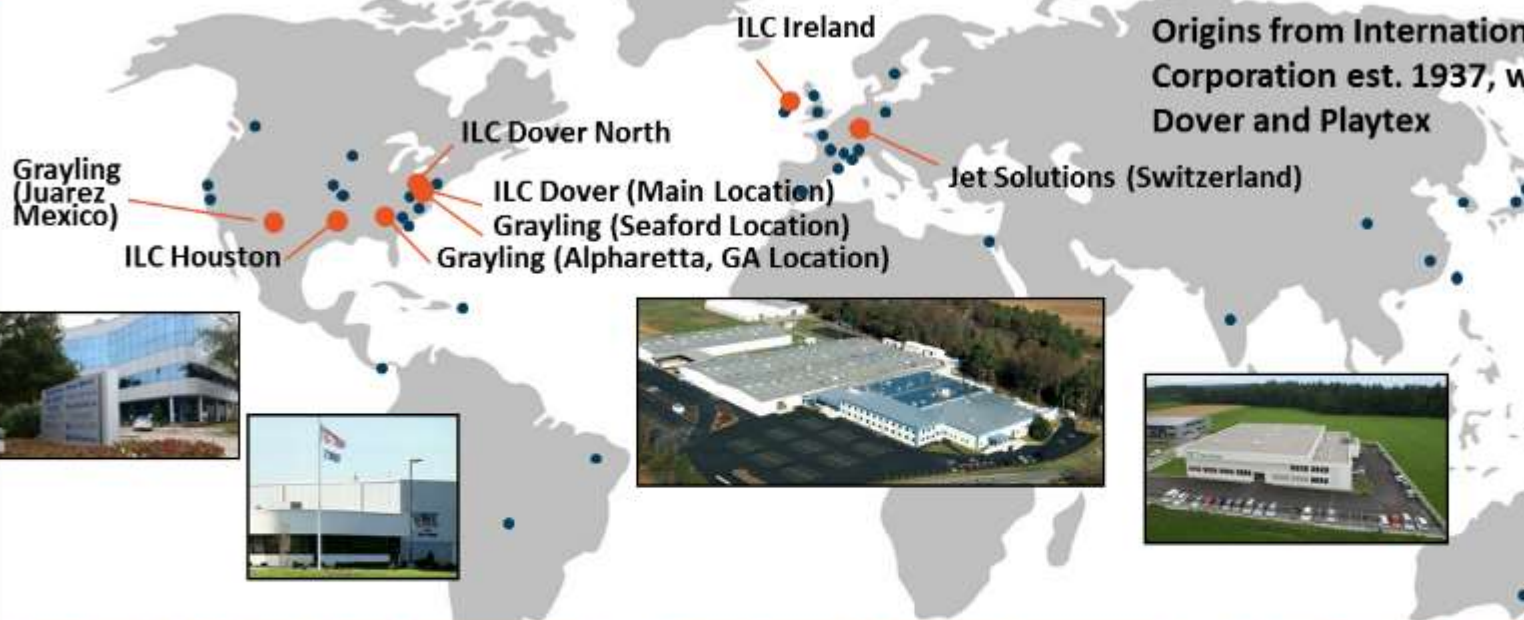 ILC Ireland
Origins from Internation
Corporation est. 1937, w
Dover and Playtex
ILC Dover North
Grayling
(Juarez
Mexico)
ILC Dover (Main Location)
Jet Solutions (Switzerland)
Grayling (Seaford Location)
ILC Houston
Grayling (Alpharetta, GA Location)